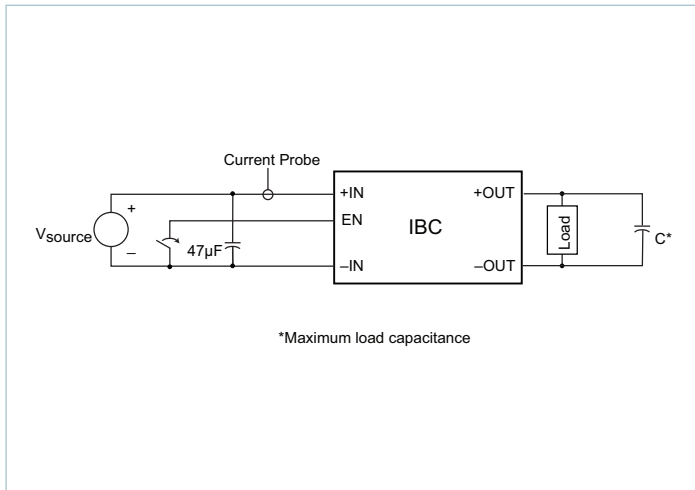 Current Probe
+IN
+OUT
+
EN
IBC
Load
Vsource
47µF
C*
–
–IN
–OUT
*Maximum load capacitance